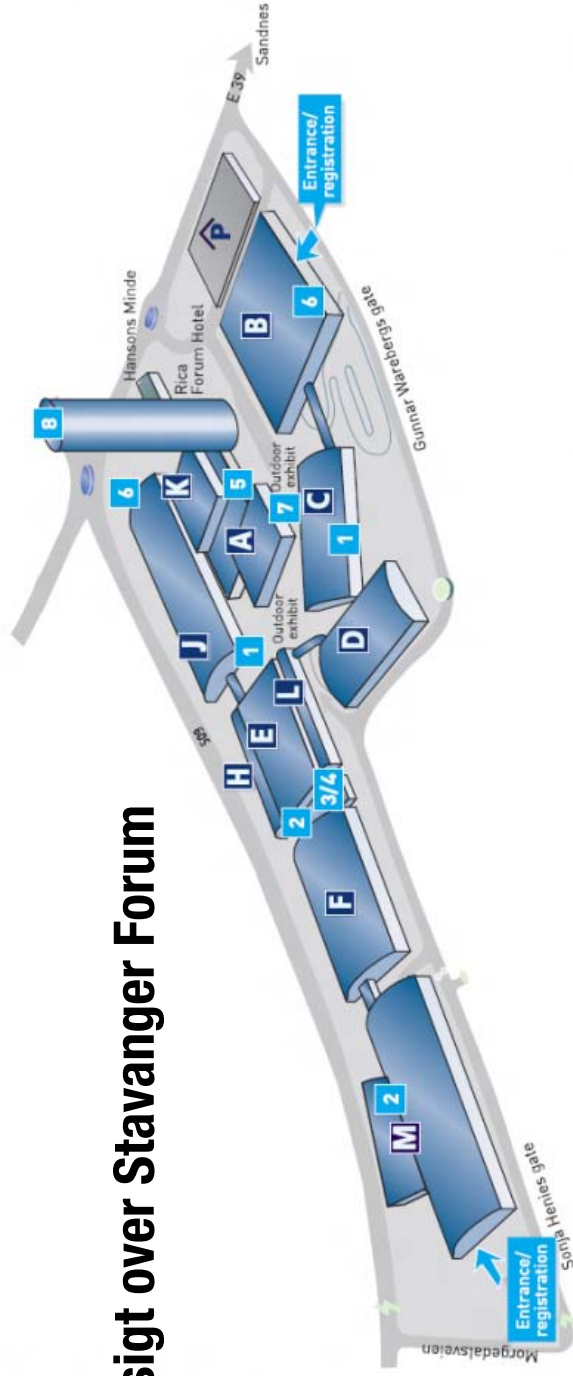 sigt over Stavanger Forum
Morgedalsveien
Entrance/
registration
Sonja Henies gate
M
2
F
2
3/4
H
E
L
509
J
1
D
Outdoor
exhibit
A
5
7
K
6
C
1
Outdoor
exhibit
8
Rica
Forum Hotel
Hansons Minde
B
6
Gunnar Warebergs gate
P
Entrance/
registration
E 39
Sandnes